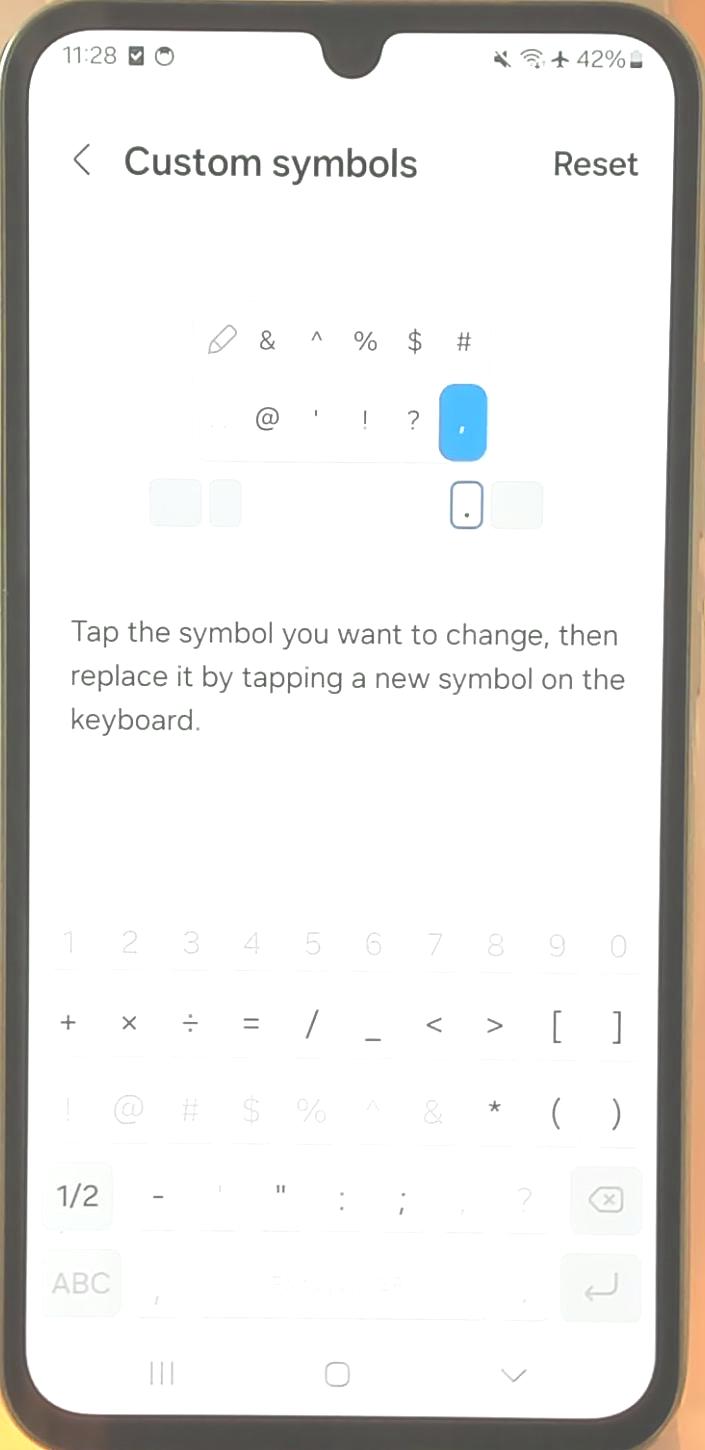 11:28 42%
Custom symbols Reset
& ^ % $ #
@ ' ! ? ,
.
Tap the symbol you want to change, then
replace it by tapping a new symbol on the
keyboard.
1 2 3 4 5 6 7 8 9 0
+ × ÷ = / _ < > [ ]
! @ # $ % ^ & * ( )
1/2 - ' " : ; , ?
ABC , .